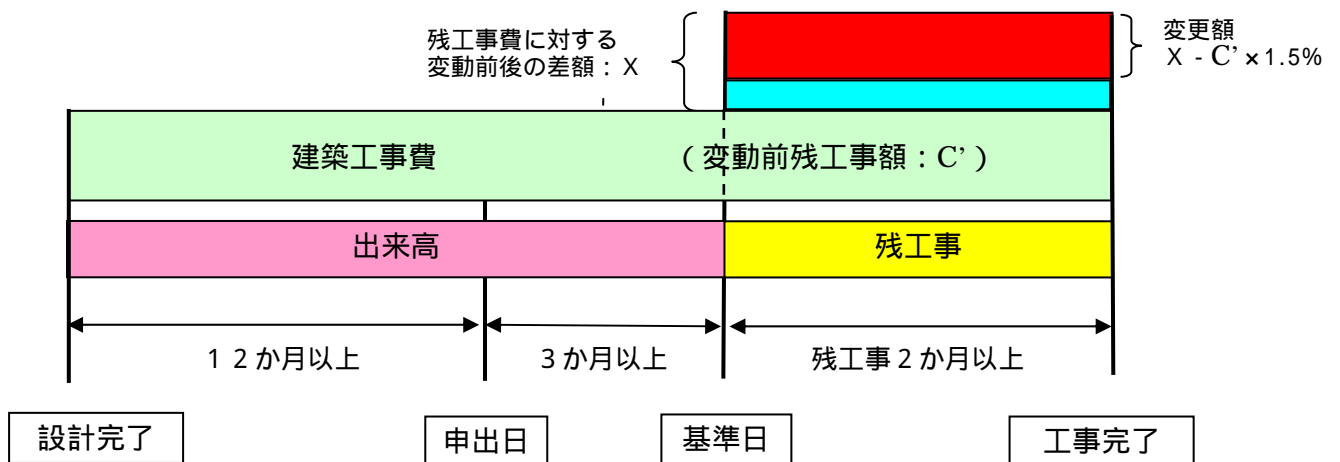 残工事費に対する
変動前後の差額：X
変更額
X - C’×1.5%
建築工事費 （変動前残工事額：C’）
出来高 残工事
１２か月以上 3か月以上 残工事2か月以上
設計完了 申出日 基準日 工事完了